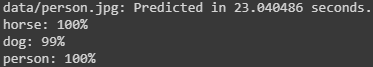 data/person.jpg: Predicted in 23.040486 seconds.
horse: 100%
dog: 99%
person: 100%